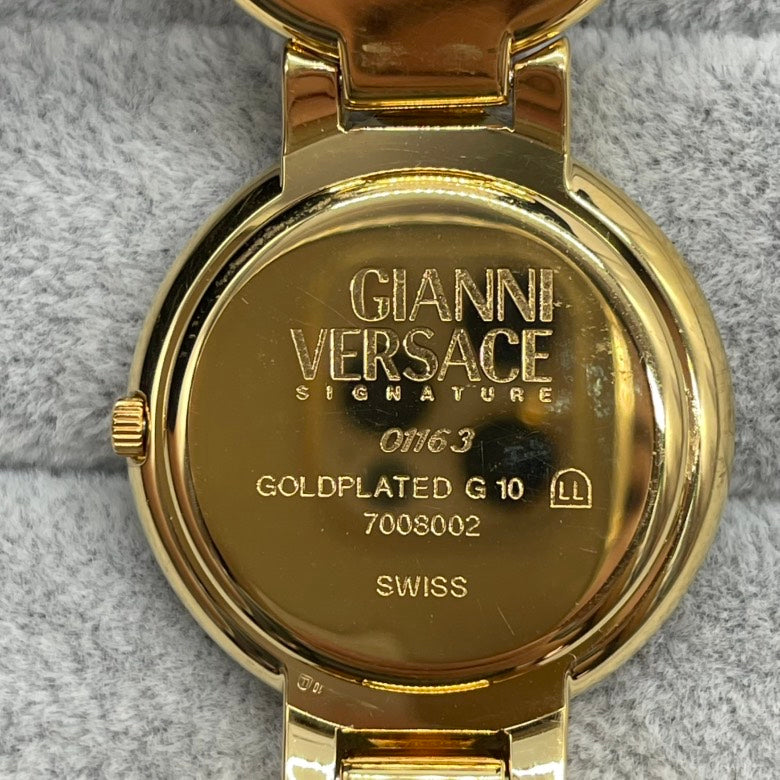 GIANNI
VERSACE
SIGNATURE
01163
GOLDPLATED G 10 LL
7008002
SWISS